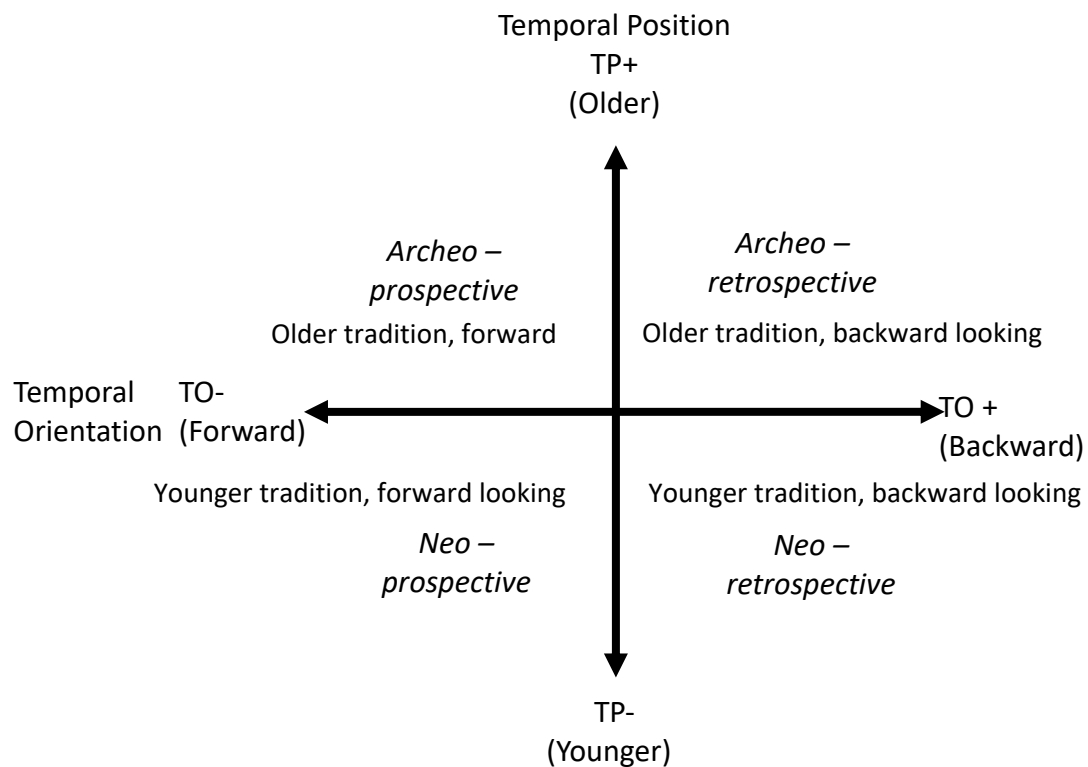 Temporal Position
TP+
(Older)
Archeo –
prospective
Older tradition, forward
Archeo –
retrospective
Older tradition, backward looking
Temporal
Orientation
TO-
(Forward)
TO +
(Backward)
Younger tradition, forward looking
Neo –
prospective
Younger tradition, backward looking
Neo –
retrospective
TP-
(Younger)